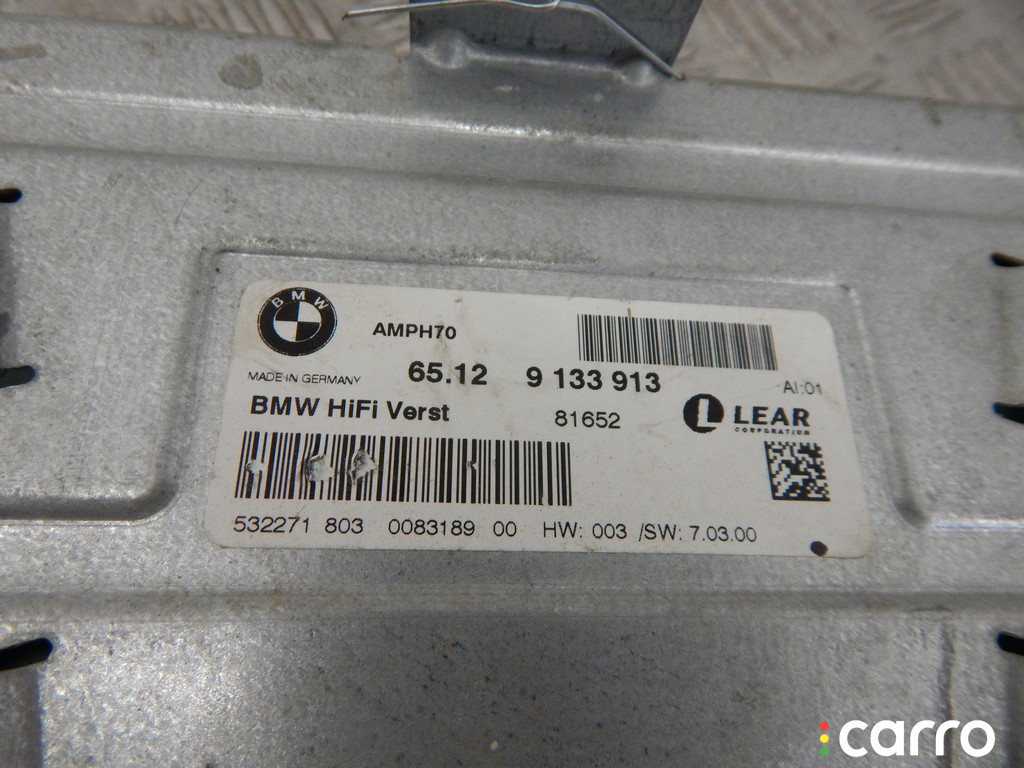 BMW
AMPH70
MADE IN GERMANY
65.12 9 133 913
AI:01
BMW HiFi Verst
81652
LEAR
CORPORATION
532271 803 0083189 00 HW: 003 /SW: 7.03.00
carro